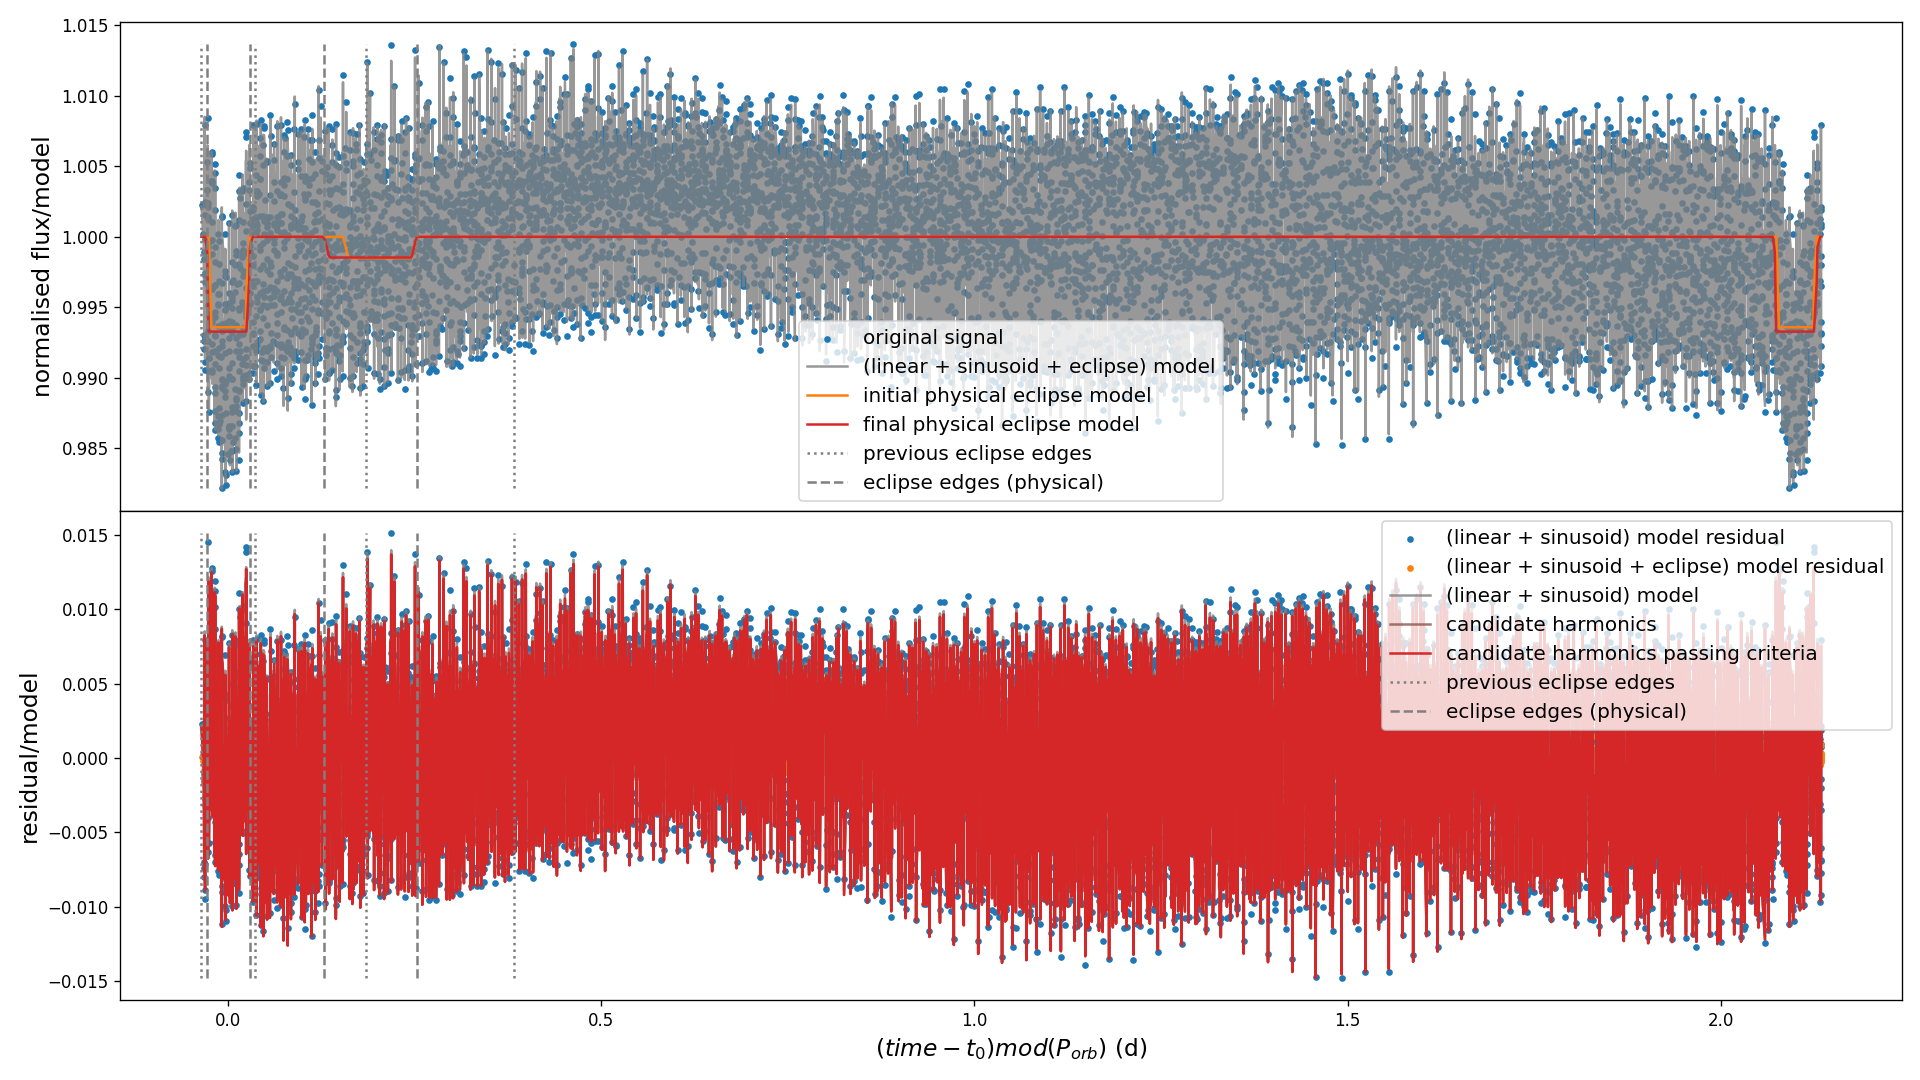 1.015
1.010
1.005
1.000
0.995
0.990
0.985
normalised flux/model
original signal
(linear + sinusoid + eclipse) model
initial physical eclipse model
final physical eclipse model
previous eclipse edges
eclipse edges (physical)
0.015
0.010
0.005
0.000
−0.005
−0.010
−0.015
residual/model
(linear + sinusoid) model residual
(linear + sinusoid + eclipse) model residual
(linear + sinusoid) model
candidate harmonics
candidate harmonics passing criteria
previous eclipse edges
eclipse edges (physical)
0.0 0.5 1.0 1.5 2.0
(time − t₀)mod(P_orb) (d)